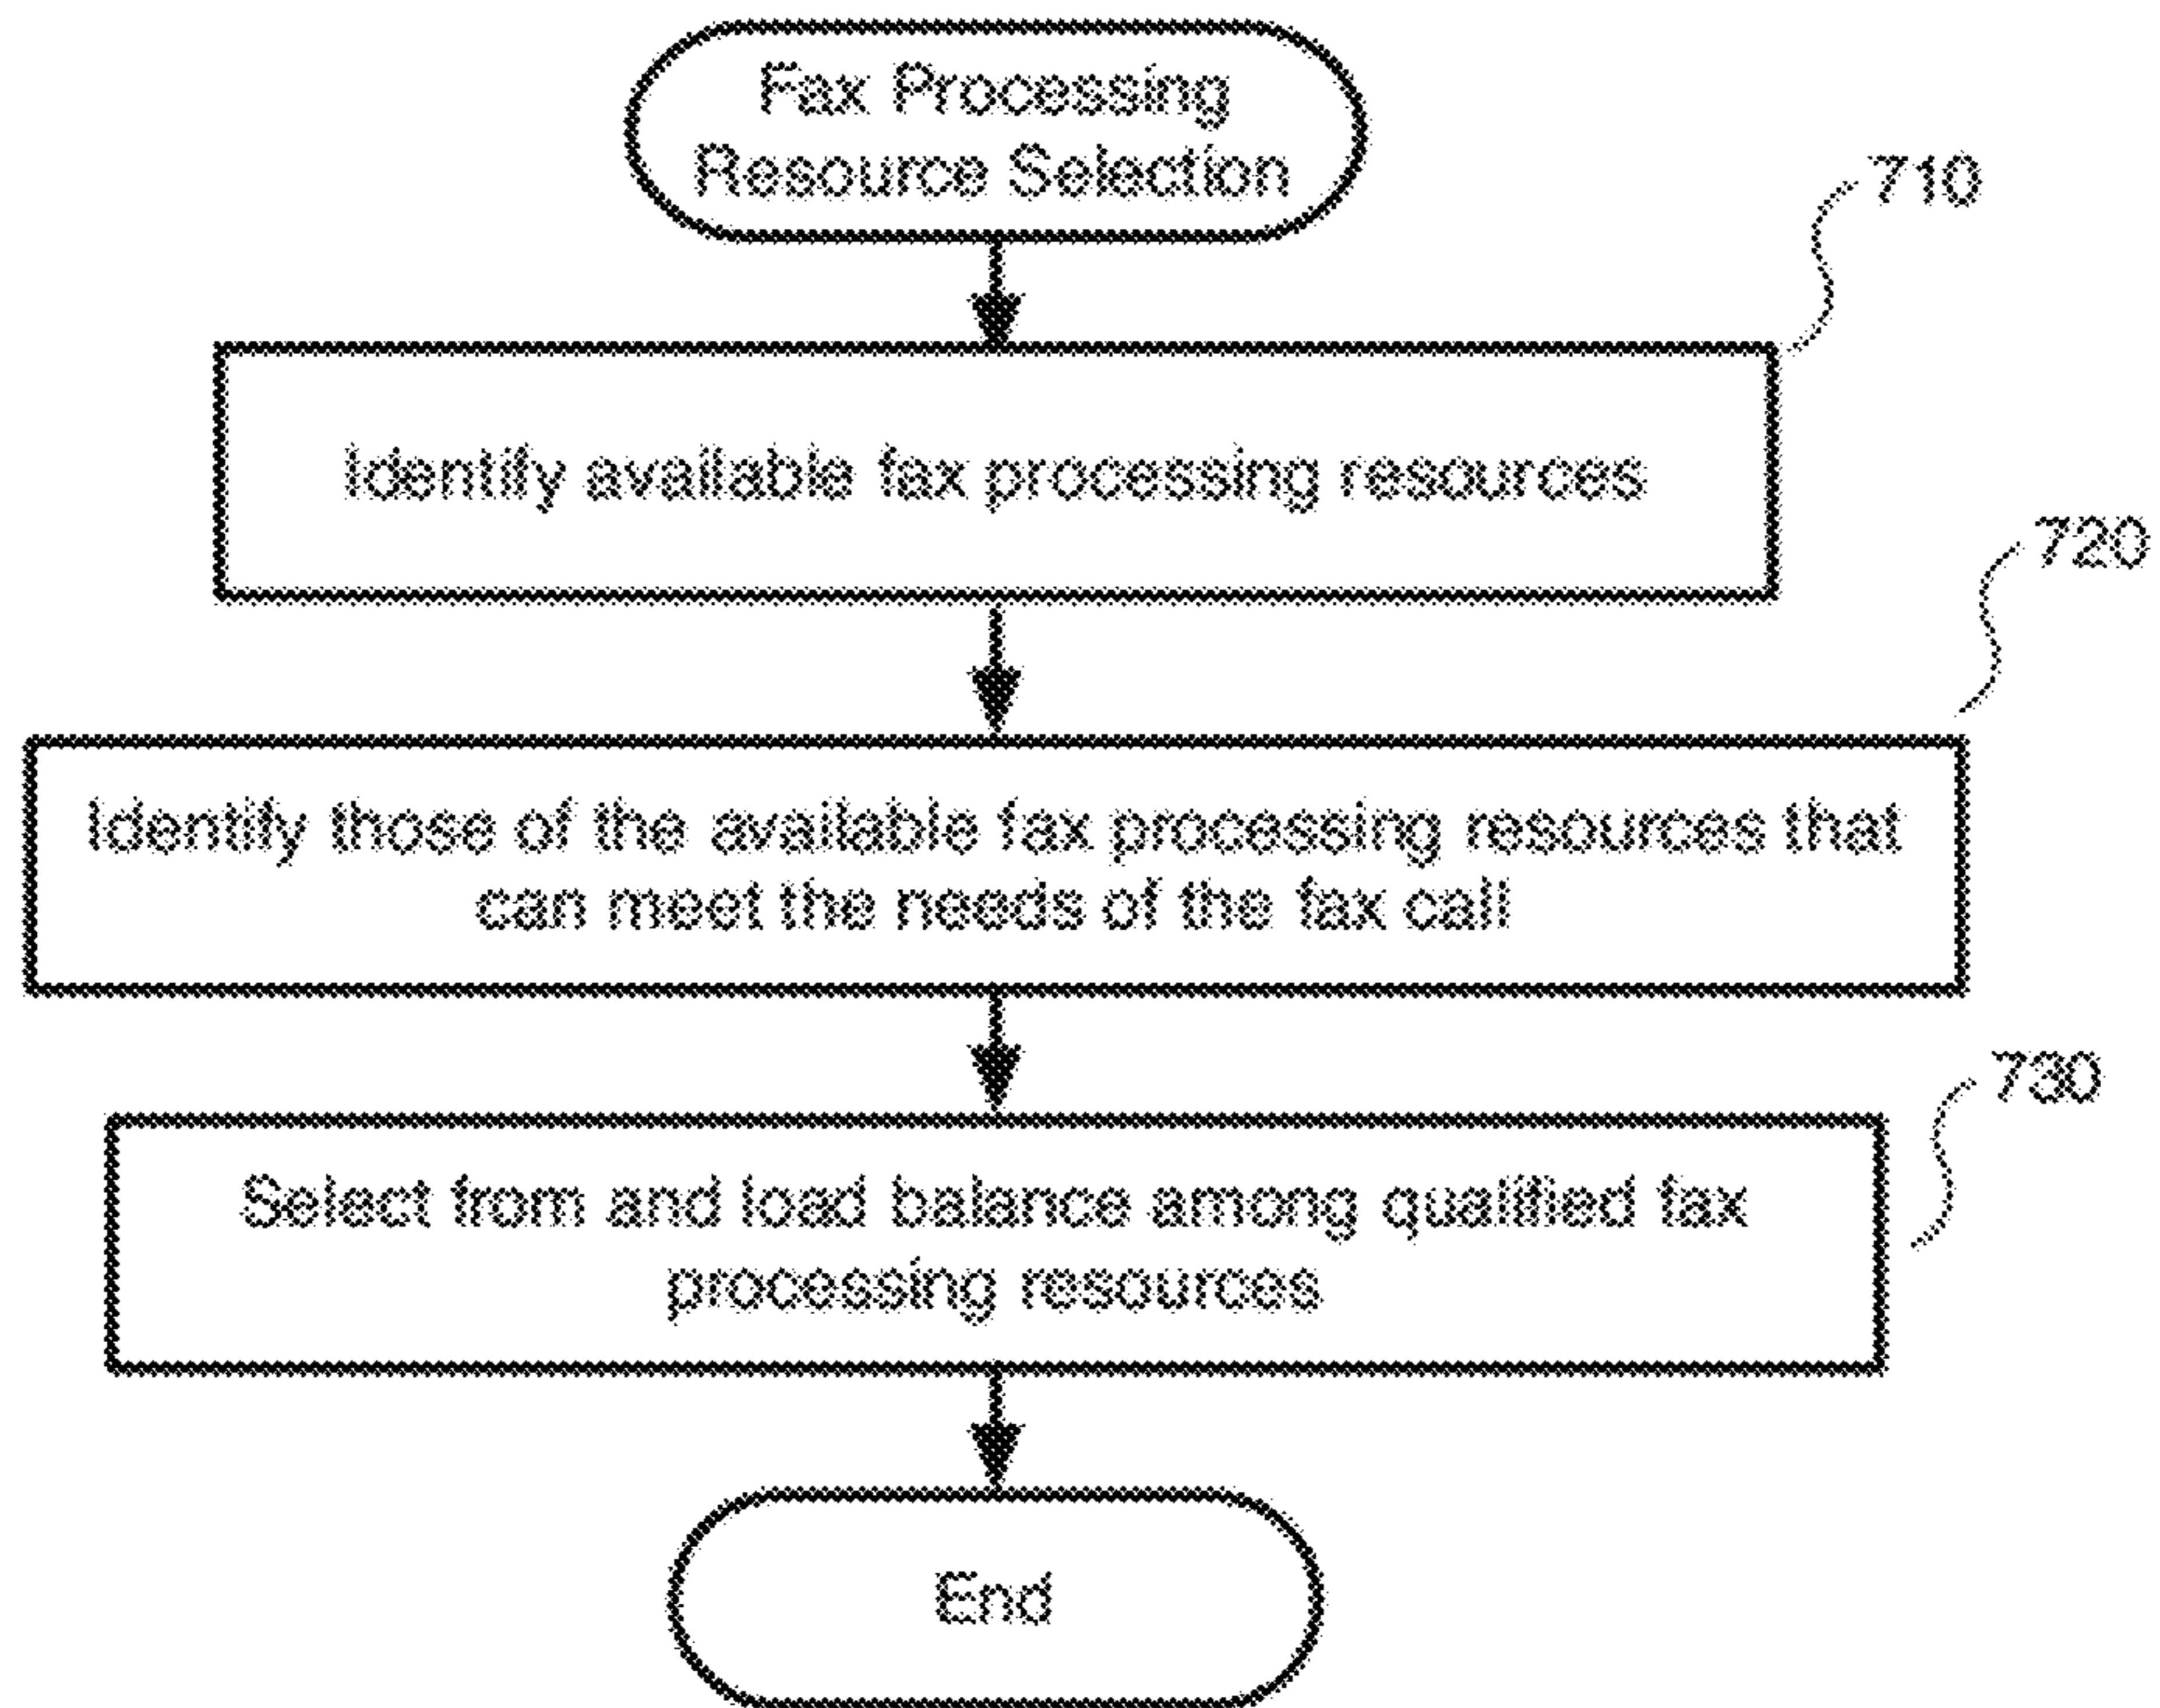 Fax Processing
Resource Selection
710
Identify available fax processing resources
720
Identify those of the available fax processing resources that
can meet the needs of the fax call
730
Select from and load balance among qualified fax
processing resources
End